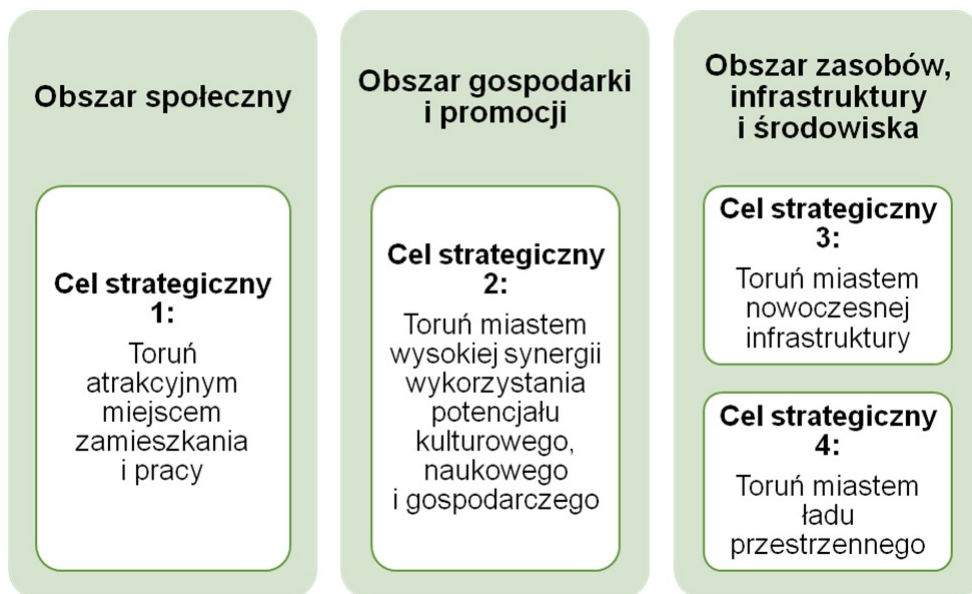 Obszar społeczny
Cel strategiczny
1:
Toruń
atrakcyjnym
miejscem
zamieszkania
i pracy
Obszar gospodarki
i promocji
Cel strategiczny
2:
Toruń miastem
wysokiej synergii
wykorzystania
potencjału
kulturowego,
naukowego
i gospodarczego
Obszar zasobów,
infrastruktury
i środowiska
Cel strategiczny
3:
Toruń miastem
nowoczesnej
infrastruktury
Cel strategiczny
4:
Toruń miastem
ładu
przestrzennego